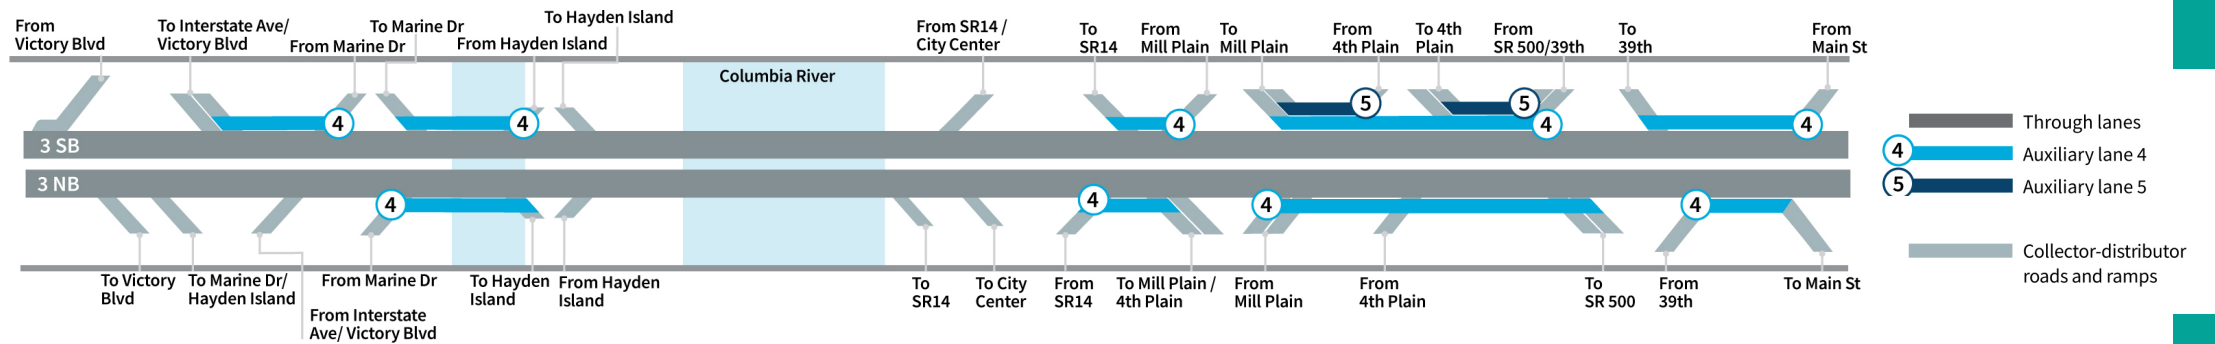 From
Victory Blvd
To Interstate Ave/
Victory Blvd
From Marine Dr
To Marine Dr
From Hayden Island
To Hayden Island
From SR14 /
City Center
To
SR14
From
Mill Plain
To
Mill Plain
From
4th Plain
To 4th
Plain
From
SR 500/39th
To
39th
From
Main St
Columbia River
4
4
4
5
5
4
4
3 SB
3 NB
4
4
4
4
To Victory
Blvd
To Marine Dr/
Hayden Island
From Interstate
Ave/ Victory Blvd
From Marine Dr
To Hayden
Island
From Hayden
Island
To
SR14
To City
Center
From
SR14
To Mill Plain /
4th Plain
From
Mill Plain
From
4th Plain
To
SR 500
From
39th
To Main St
Through lanes
4 Auxiliary lane 4
5 Auxiliary lane 5
Collector-distributor
roads and ramps